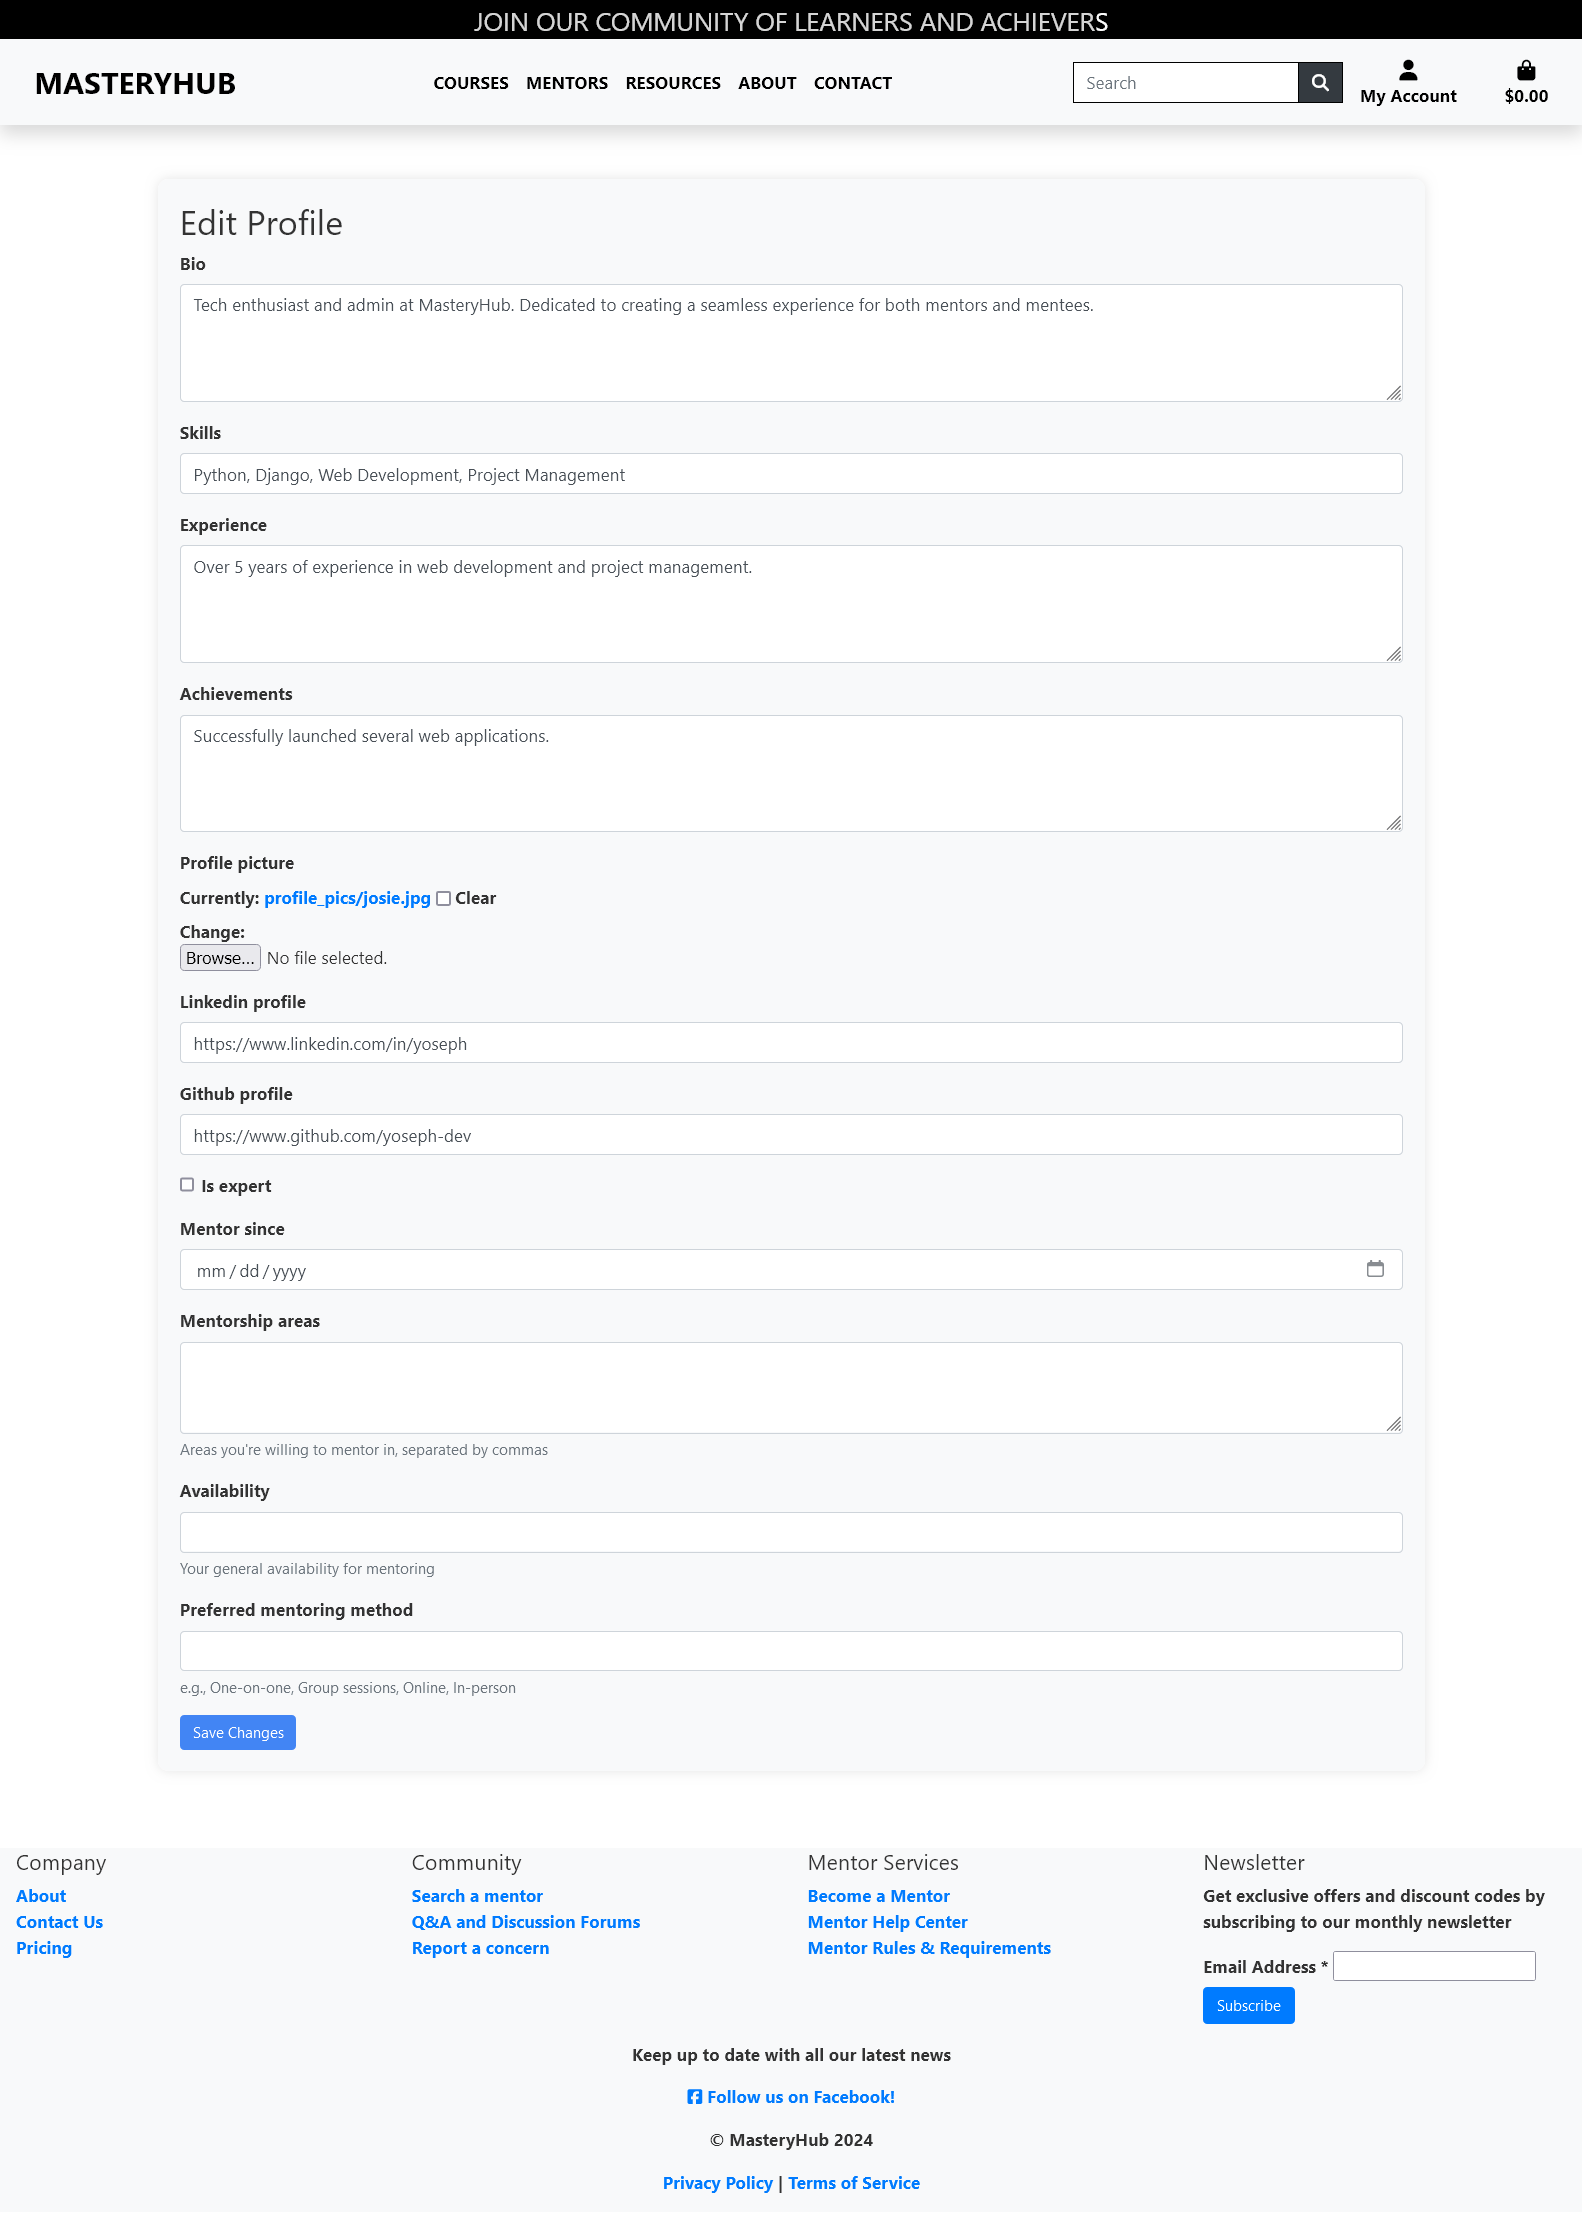 JOIN OUR COMMUNITY OF LEARNERS AND ACHIEVERS
MASTERYHUB
COURSES MENTORS RESOURCES ABOUT CONTACT
Search
My Account
$0.00
Edit Profile
Bio
Tech enthusiast and admin at MasteryHub. Dedicated to creating a seamless experience for both mentors and mentees.
Skills
Python, Django, Web Development, Project Management
Experience
Over 5 years of experience in web development and project management.
Achievements
Successfully launched several web applications.
Profile picture
Currently: profile_pics/josie.jpg Clear
Change:
Browse... No file selected.
Linkedin profile
https://www.linkedin.com/in/yoseph
Github profile
https://www.github.com/yoseph-dev
Is expert
Mentor since
mm / dd / yyyy
Mentorship areas
Areas you're willing to mentor in, separated by commas
Availability
Your general availability for mentoring
Preferred mentoring method
e.g., One-on-one, Group sessions, Online, In-person
Save Changes
Company
About
Contact Us
Pricing
Community
Search a mentor
Q&A and Discussion Forums
Report a concern
Mentor Services
Become a Mentor
Mentor Help Center
Mentor Rules & Requirements
Newsletter
Get exclusive offers and discount codes by
subscribing to our monthly newsletter
Email Address *
Subscribe
Keep up to date with all our latest news
Follow us on Facebook!
© MasteryHub 2024
Privacy Policy | Terms of Service